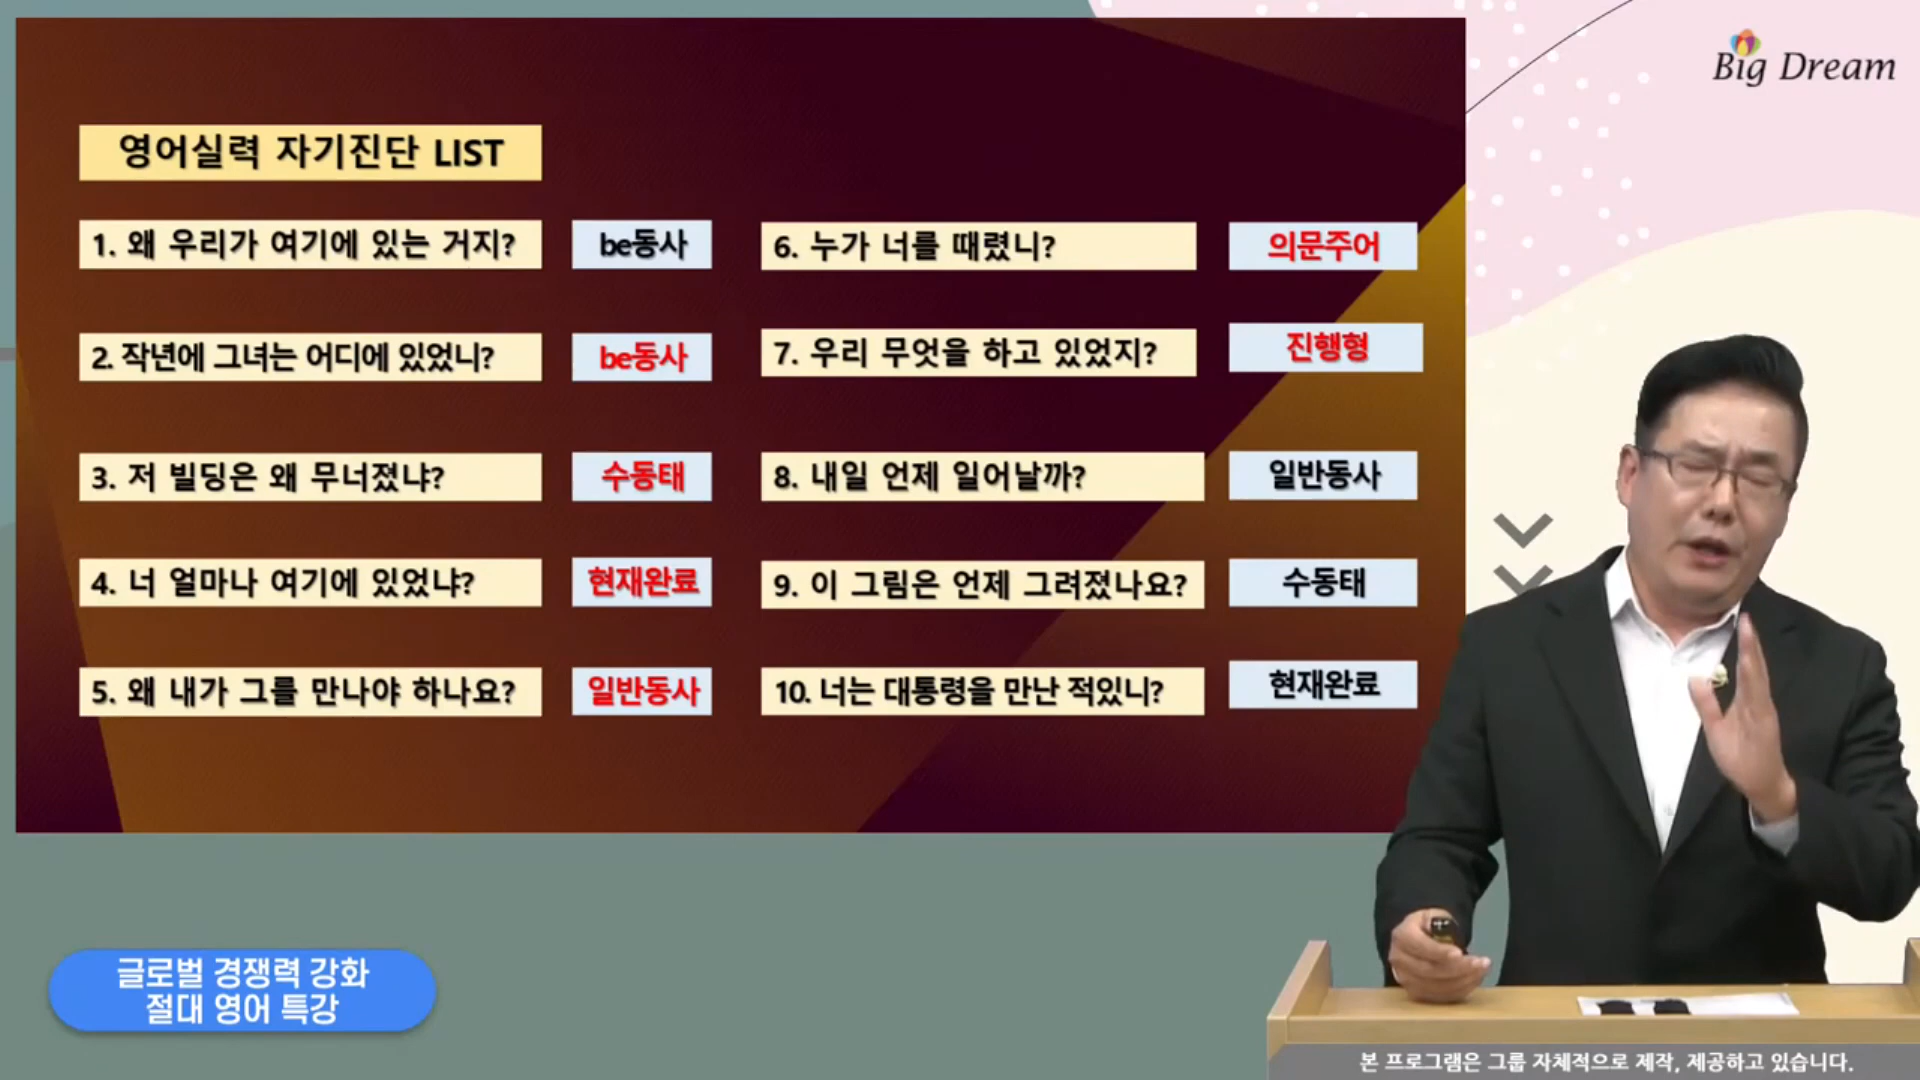 Big Dream
영어실력 자기진단 LIST
1. 왜 우리가 여기에 있는 거지?
be동사
2. 작년에 그녀는 어디에 있었니?
be동사
3. 저 빌딩은 왜 무너졌냐?
수동태
4. 너 얼마나 여기에 있었냐?
현재완료
5. 왜 내가 그를 만나야 하나요?
일반동사
6. 누가 너를 때렸니?
의문주어
7. 우리 무엇을 하고 있었지?
진행형
8. 내일 언제 일어날까?
일반동사
9. 이 그림은 언제 그려졌나요?
수동태
10. 너는 대통령을 만난 적있니?
현재완료
글로벌 경쟁력 강화
절대 영어 특강
본 프로그램은 그룹 자체적으로 제작, 제공하고 있습니다.